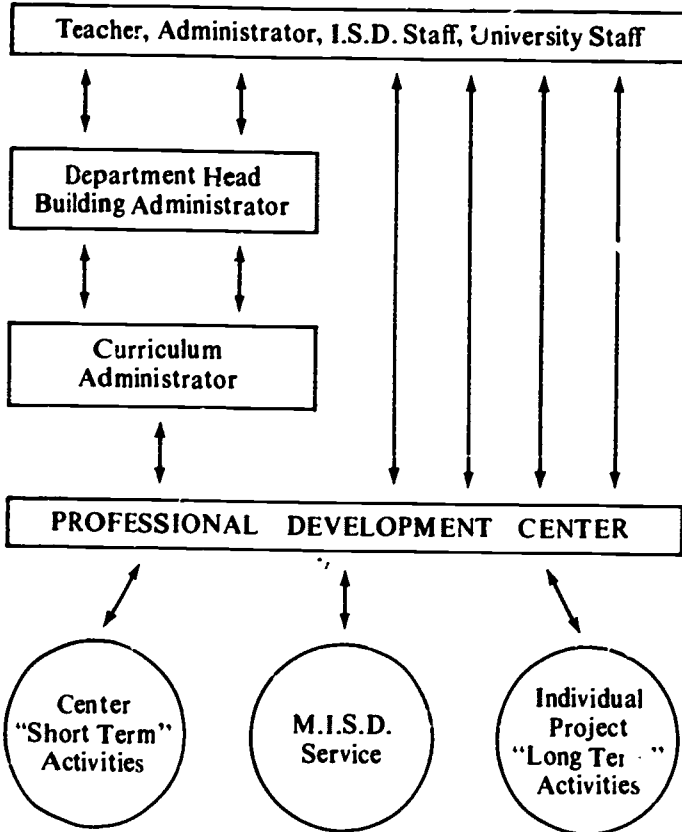 Teacher, Administrator, I.S.D. Staff, University Staff
Department Head
Building Administrator
Curriculum
Administrator
PROFESSIONAL DEVELOPMENT CENTER
Center
“Short Term”
Activities
M.I.S.D.
Service
Individual
Project
“Long
Activities